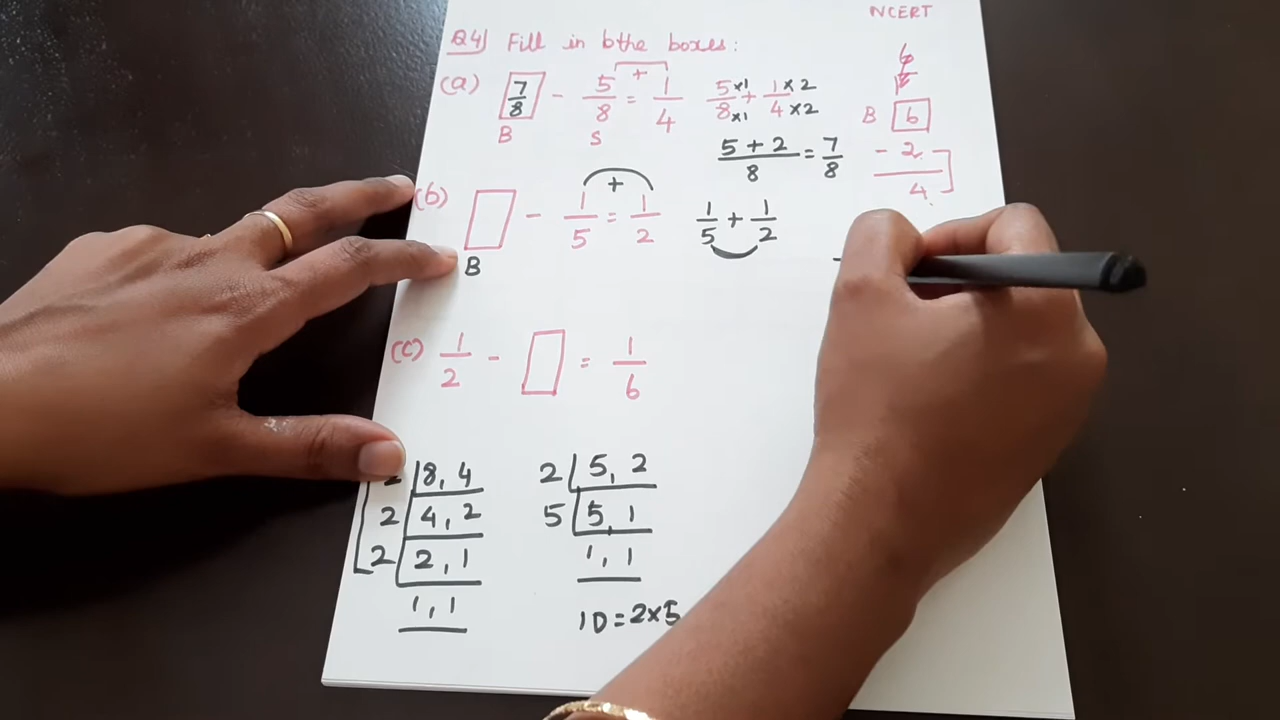 NCERT
Q4) Fill in bthe boxes:
(a) 7/8 - 5/8 = 1/4
+
B S
5×1/8×1 + 1×2/4×2
5 + 2/8 = 7/8
B 6
- 2
4
(b) □ - 1/5 = 1/2
+
B
1/5 + 1/2
(c) 1/2 - □ = 1/6
2 8, 4
2 4, 2
2 2, 1
1, 1
2 5, 2
5 5, 1
1, 1
10 = 2×5